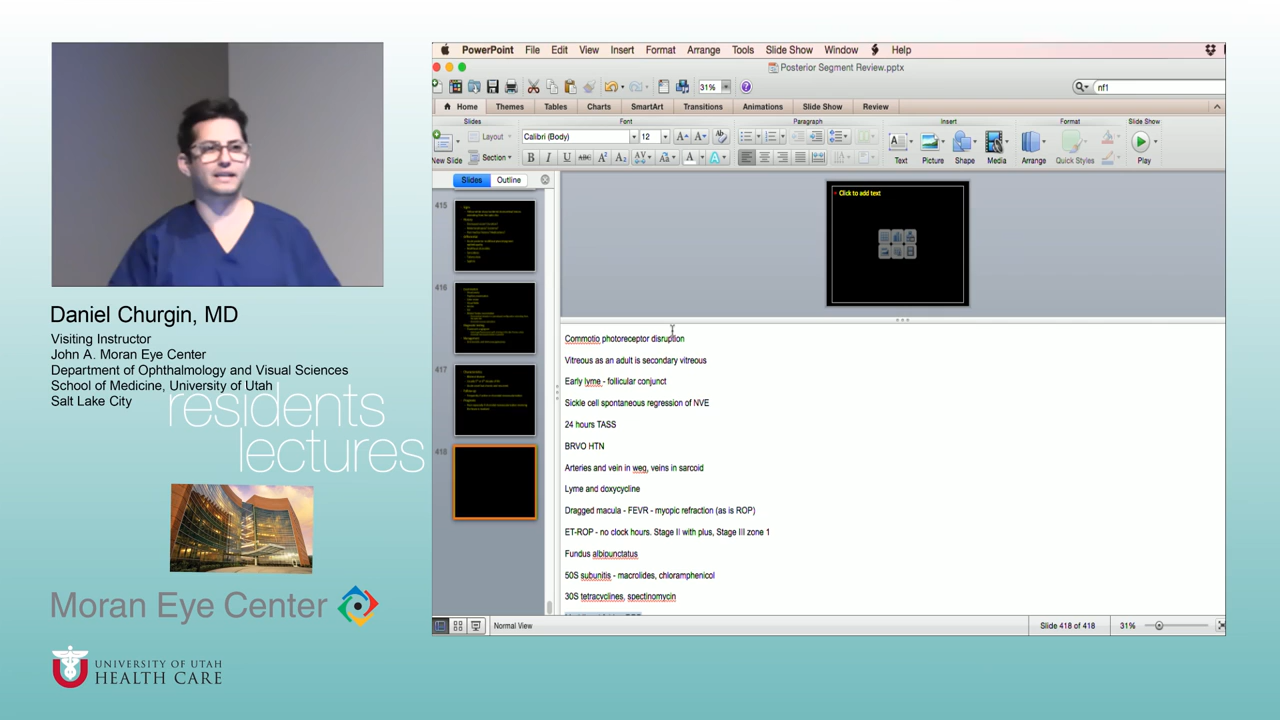 Daniel Churgin, MD
Visiing Instructor
John A. Moran Eye Center
Department of Ophthalmology and Visual Sciences
School of Medicine, University of Utah
Salt Lake City
residents
lectures
Moran Eye Center
UNIVERSITY OF UTAH
HEALTH CARE
PowerPoint File Edit View Insert Format Arrange Tools Slide Show Window Help
Posterior Segment Review.pptx
31%
nf1
Home Themes Tables Charts SmartArt Transitions Animations Slide Show Review
Slides Font Paragraph Insert Format Slide Show
Layout Calibri (Body) 12
New Slide Section Text Picture Shape Media Arrange Quick Styles Play
Slides Outline
415
416
417
418
Click to add text
Commotio photoreceptor disruption
Vitreous as an adult is secondary vitreous
Early lyme - follicular conjunct
Sickle cell spontaneous regression of NVE
24 hours TASS
BRVO HTN
Arteries and vein in weg, veins in sarcoid
Lyme and doxycycline
Dragged macula - FEVR - myopic refraction (as is ROP)
ET-ROP - no clock hours. Stage II with plus, Stage III zone 1
Fundus albipunctatus
50S subunitis - macrolides, chloramphenicol
30S tetracyclines, spectinomycin
Normal View Slide 418 of 418 31%